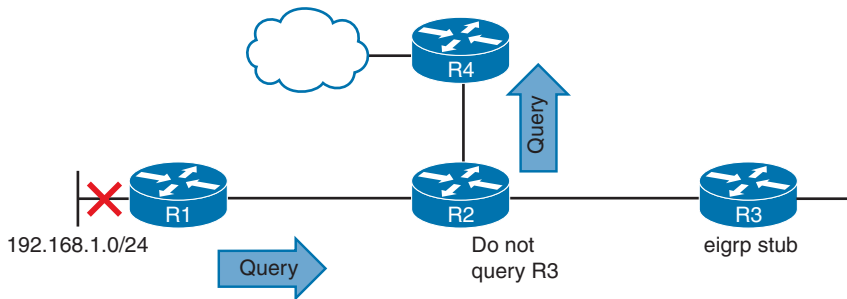 R4
Query
R1
R2
R3
192.168.1.0/24
Do not
query R3
eigrp stub
Query